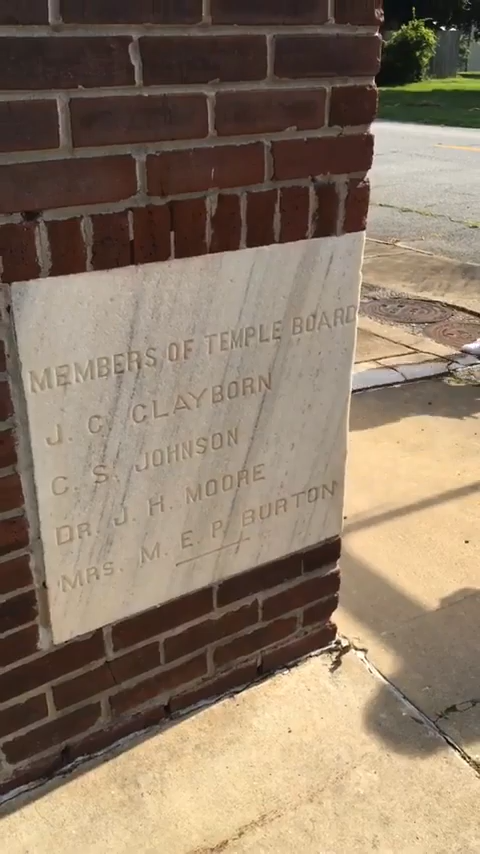 MEMBERS OF TEMPLE BOARD
J. C. CLAYBORN
C. S. JOHNSON
DR. J. H. MOORE
MRS. M. E. P. BURTON